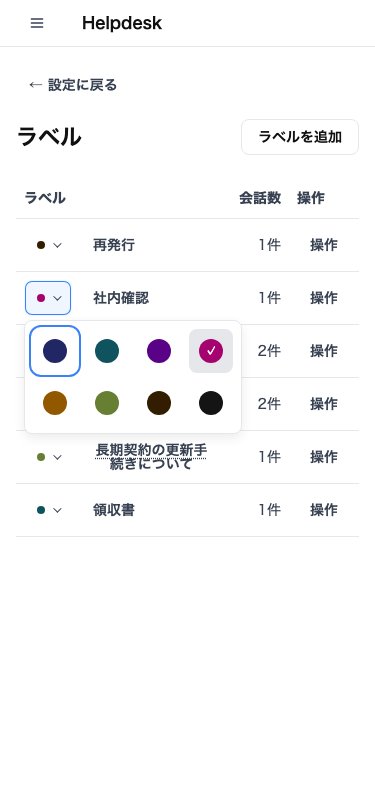 Helpdesk
← 設定に戻る
ラベル
ラベルを追加
ラベル 会話数 操作
再発行 1件 操作
社内確認 1件 操作
2件 操作
2件 操作
長期契約の更新手
続きについて 1件 操作
領収書 1件 操作